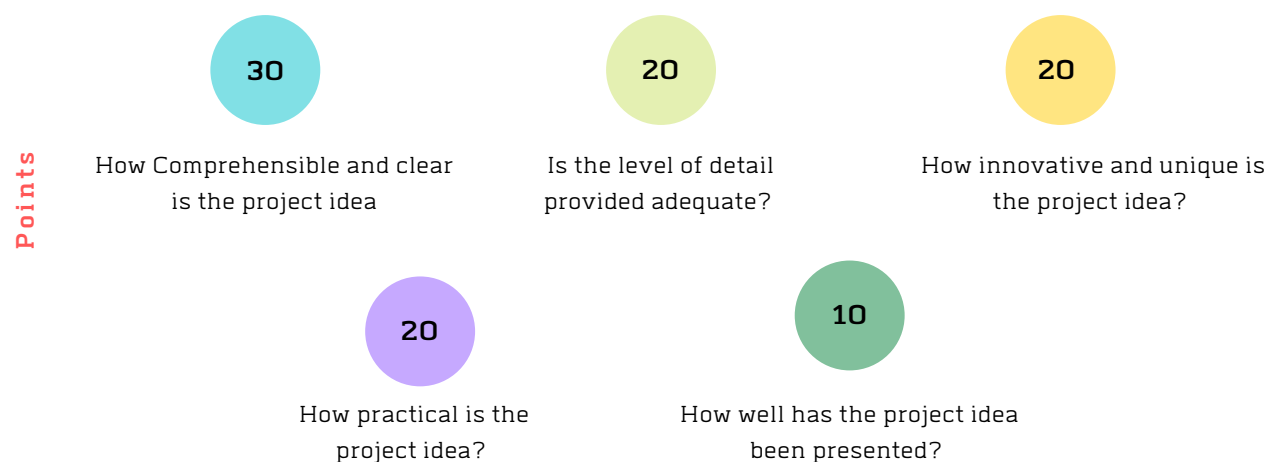 Points
30
How Comprehensible and clear
is the project idea
20
Is the level of detail
provided adequate?
20
How innovative and unique is
the project idea?
20
How practical is the
project idea?
10
How well has the project idea
been presented?